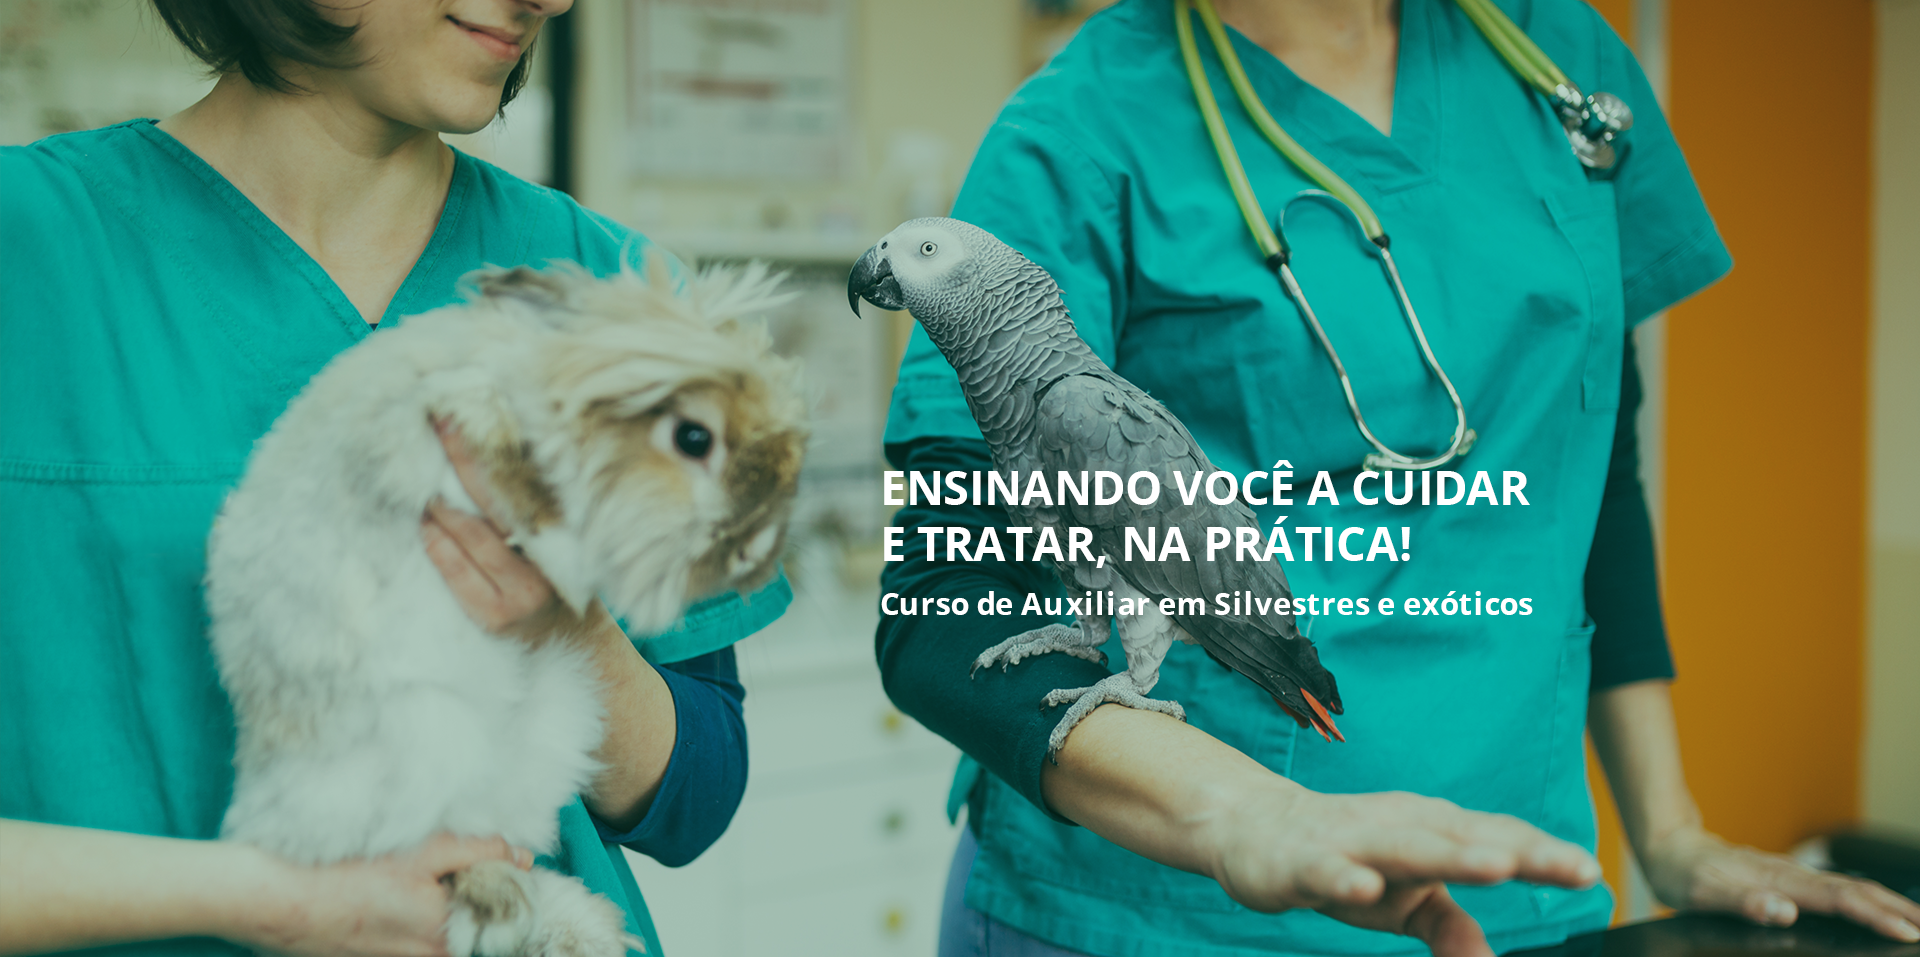 ENSINANDO VOCÊ A CUIDAR
E TRATAR, NA PRÁTICA!
Curso de Auxiliar em Silvestres e exóticos